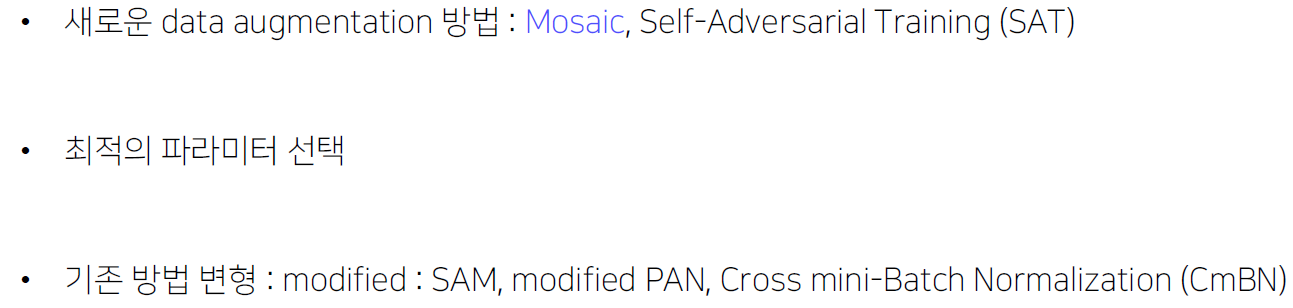 • 새로운 data augmentation 방법 : Mosaic, Self-Adversarial Training (SAT)
• 최적의 파라미터 선택
• 기존 방법 변형 : modified : SAM, modified PAN, Cross mini-Batch Normalization (CmBN)